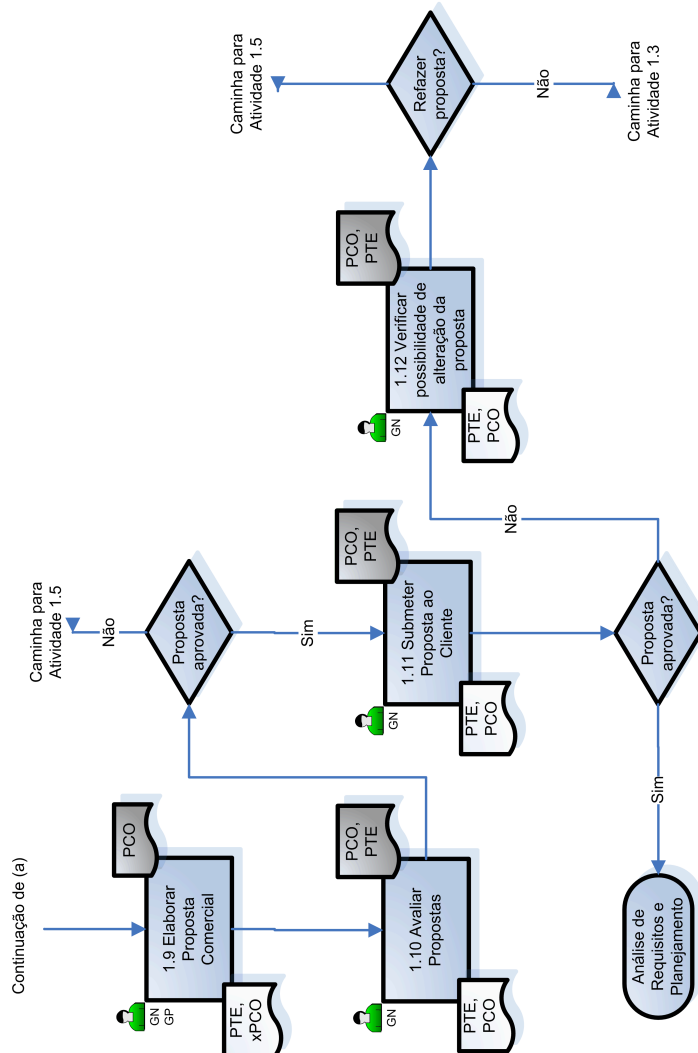 Continuação de (a)
PCO
1.9 Elaborar
Proposta
Comercial
GN
GP
PTE,
xPCO
PCO,
PTE
1.10 Avaliar
Propostas
GN
PTE,
PCO
Caminha para
Atividade 1.5
Não
Proposta
aprovada?
Sim
PCO,
PTE
1.11 Submeter
Proposta ao
Cliente
GN
PTE,
PCO
Proposta
aprovada?
Sim
Análise de
Requisitos e
Planejamento
Não
PCO,
PTE
1.12 Verificar
possibilidade de
alteração da
proposta
GN
PTE,
PCO
Caminha para
Atividade 1.5
Refazer
proposta?
Não
Caminha para
Atividade 1.3